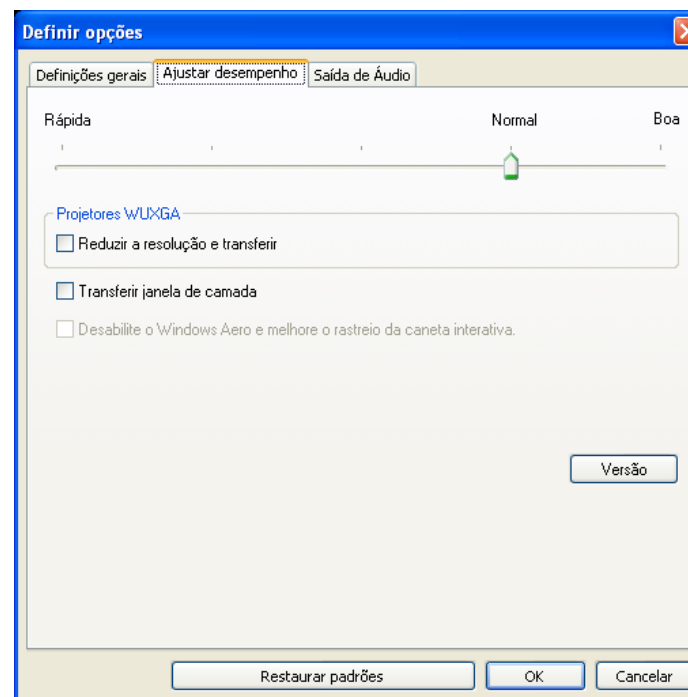 Definir opções
Definições gerais Ajustar desempenho Saída de Áudio
Rápida Normal Boa
Projetores WUXGA
Reduzir a resolução e transferir
Transferir janela de camada
Desabilite o Windows Aero e melhore o rastreio da caneta interativa.
Versão
Restaurar padrões OK Cancelar